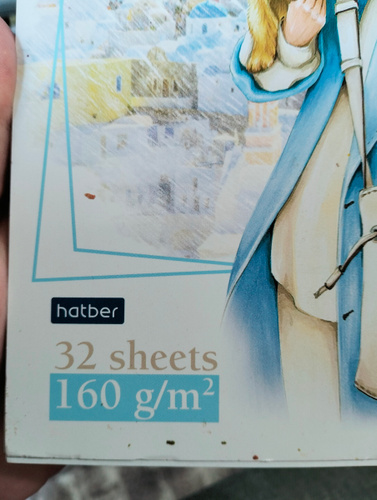 hatber
32 sheets
160 g/m²